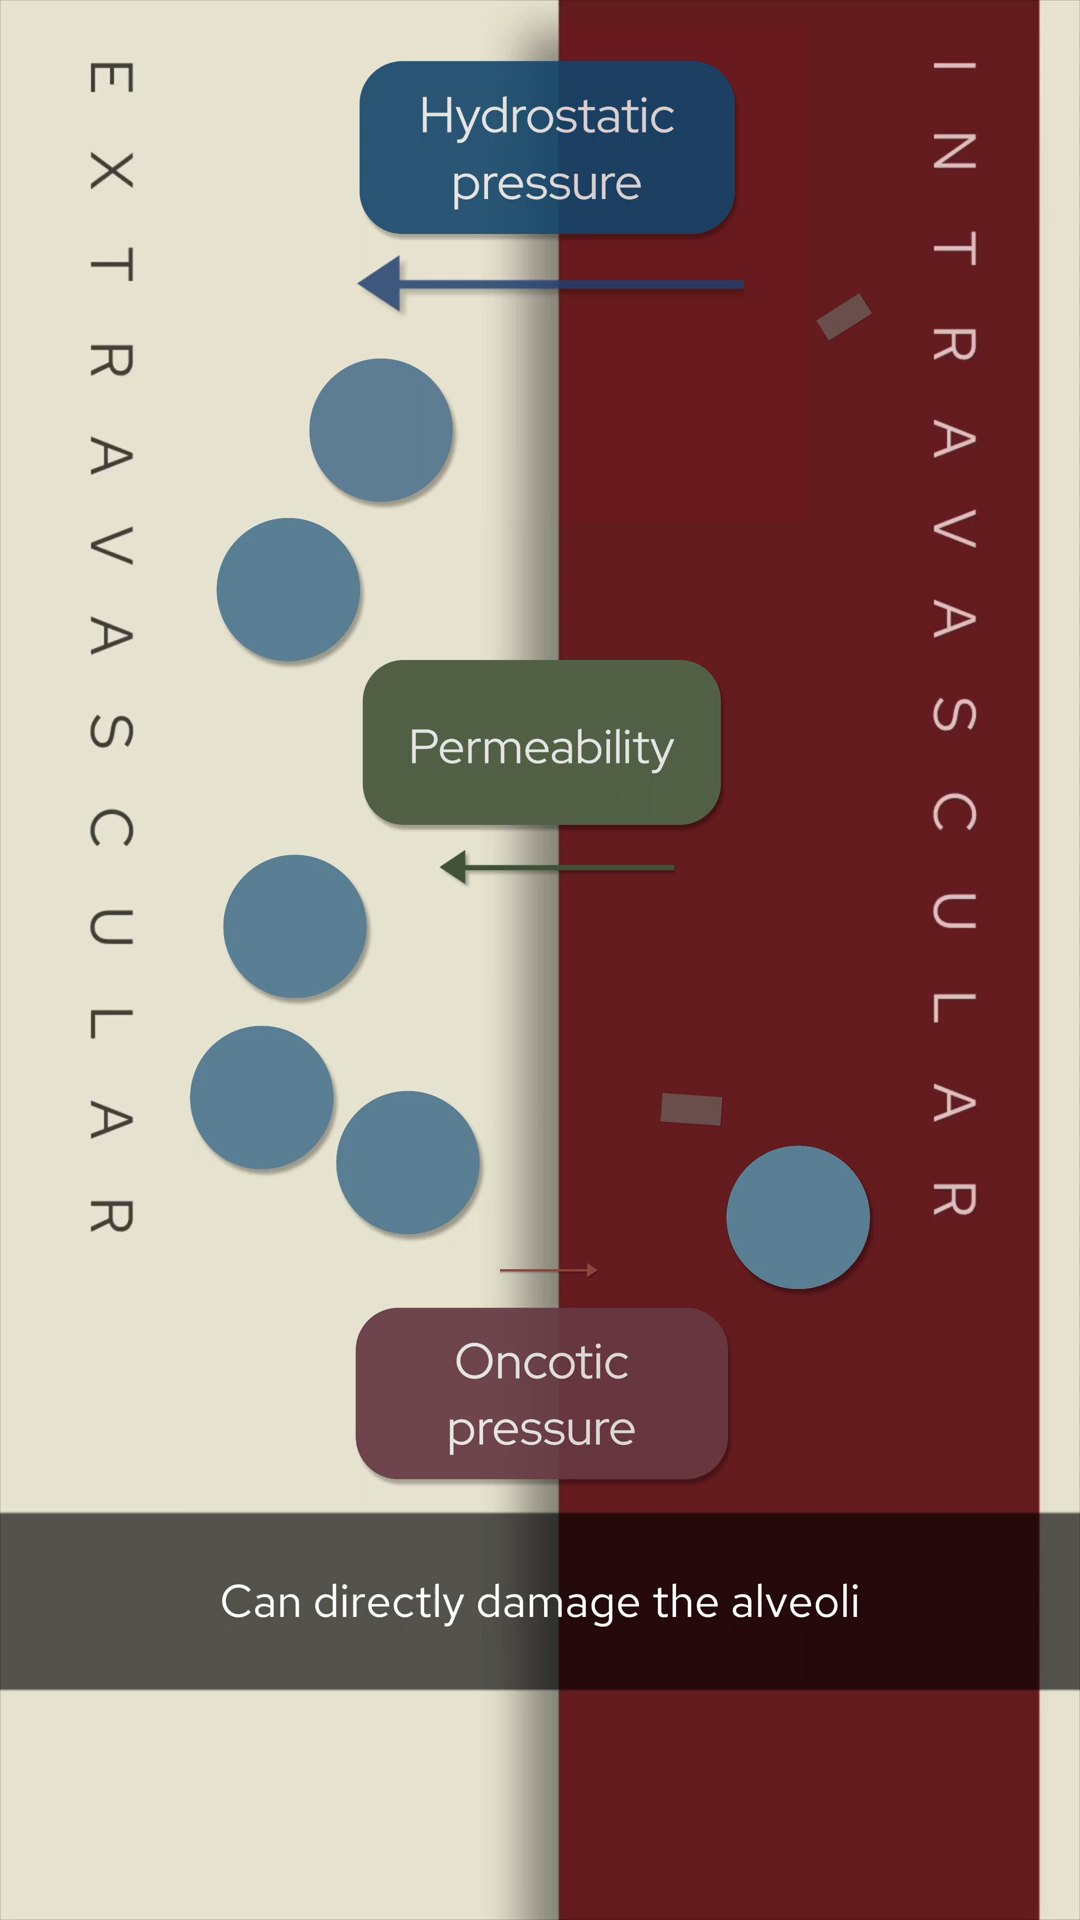 EXTRAVASCULAR
INTRAVASCULAR
Hydrostatic
pressure
Permeability
Oncotic
pressure
Can directly damage the alveoli